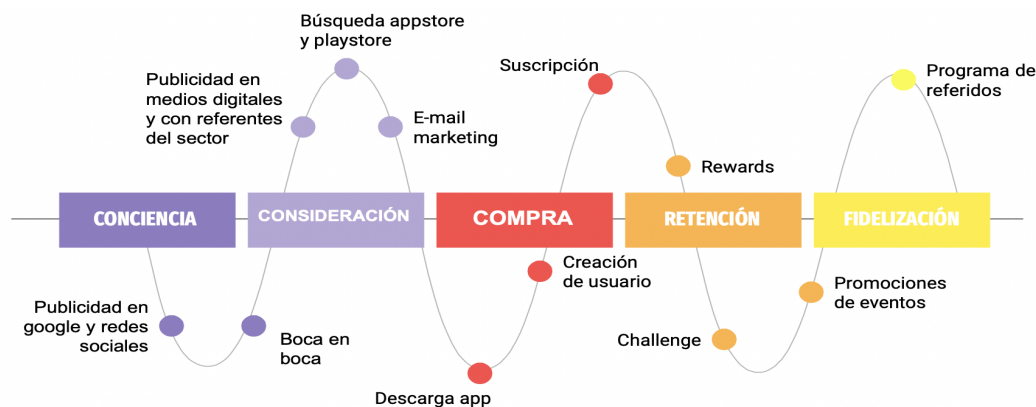 Búsqueda appstore
y playstore
Publicidad en
medios digitales
y con referentes
del sector
E-mail
marketing
Suscripción
Rewards
Programa de
referidos
CONCIENCIA
CONSIDERACIÓN
COMPRA
RETENCIÓN
FIDELIZACIÓN
Publicidad en
google y redes
sociales
Boca en
boca
Descarga app
Creación
de usuario
Challenge
Promociones
de eventos